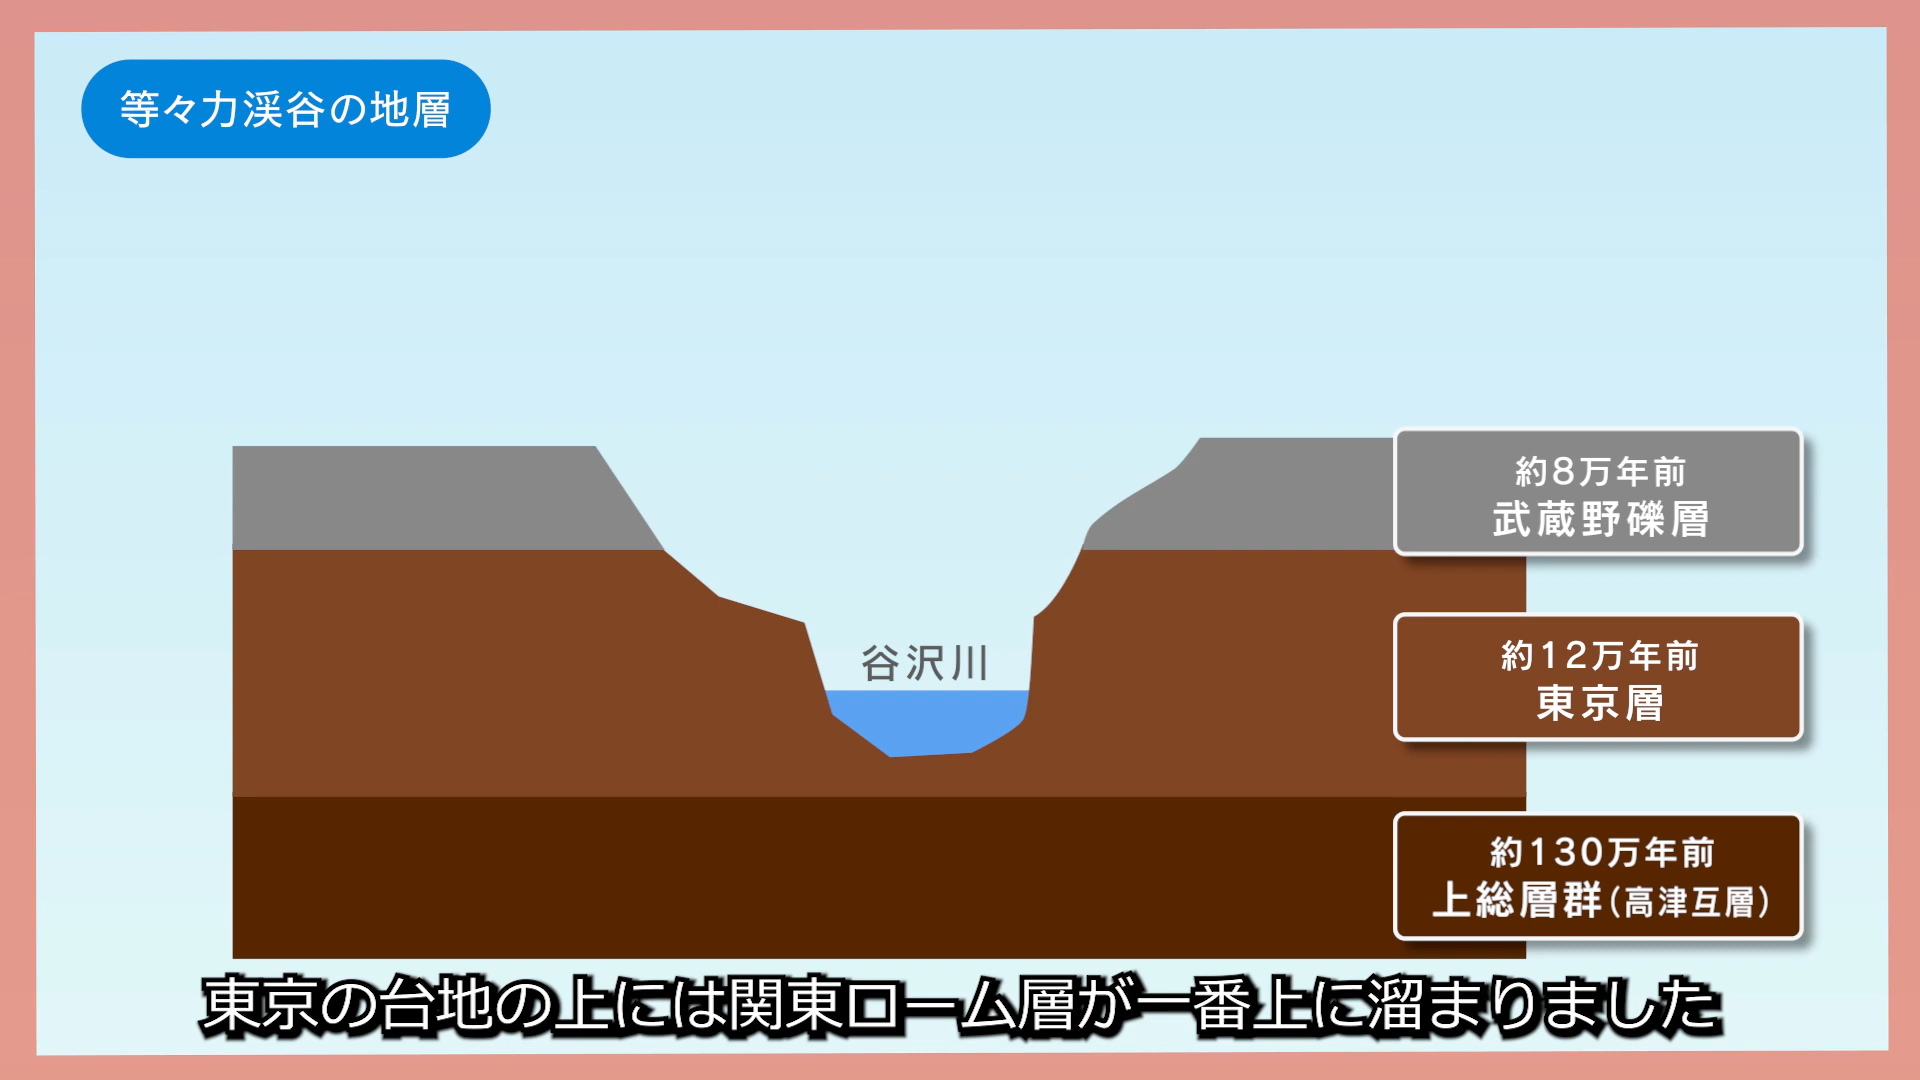 等々力渓谷の地層
約8万年前
武蔵野礫層
谷沢川
約12万年前
東京層
約130万年前
上総層群(高津互層)
東京の台地の上には関東ローム層が一番上に溜まりました